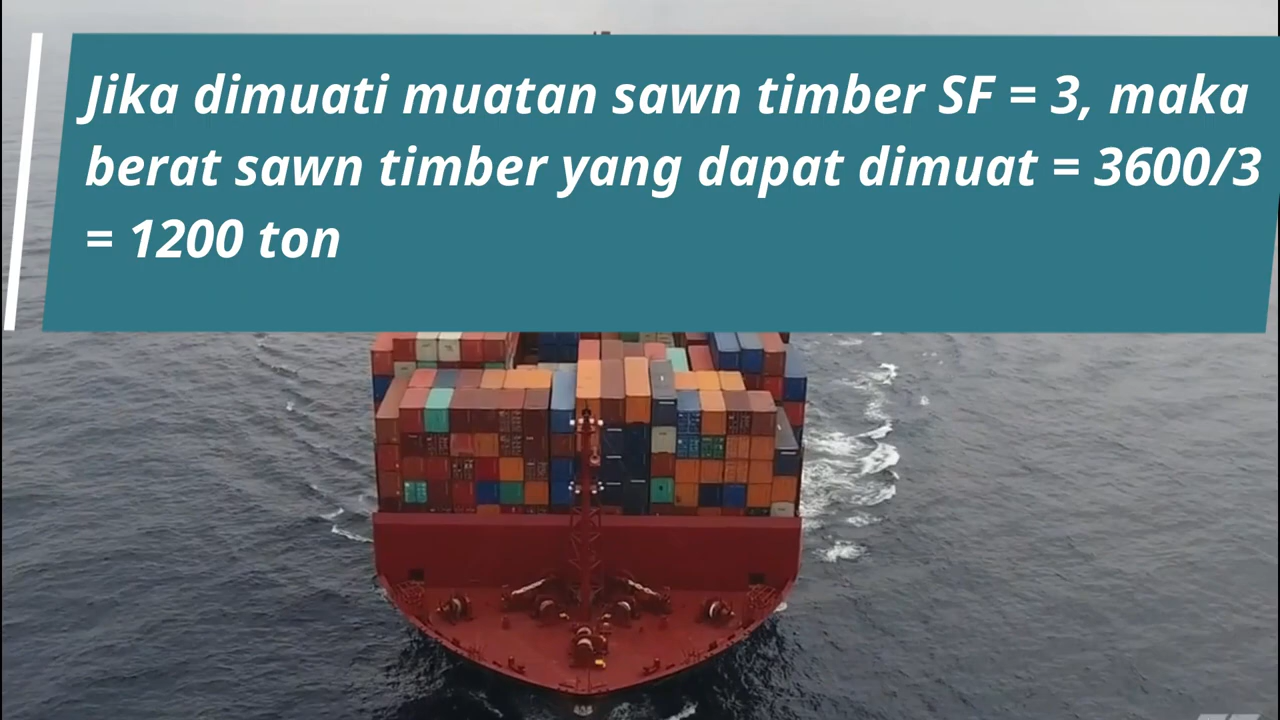 Jika dimuati muatan sawn timber SF = 3, maka
berat sawn timber yang dapat dimuat = 3600/3
= 1200 ton